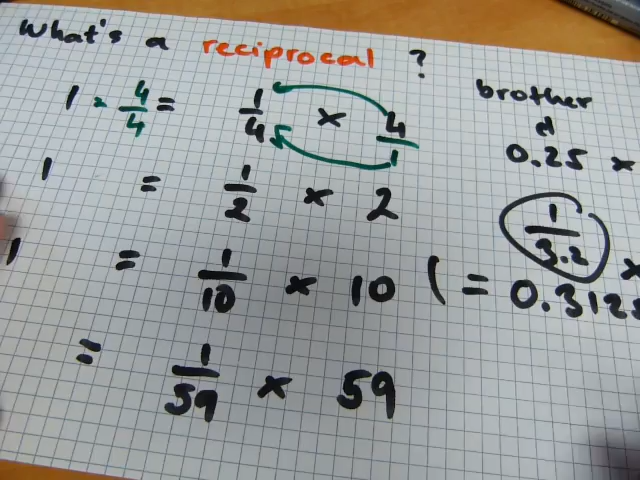 What's a reciprocal ?
1 = 4/4 = 1/4 × 4/1
1 = 1/2 × 2
1 = 1/10 × 10 (
= 1/59 × 59
brother
0.25 ×
1/3.2 ×
= 0.3125